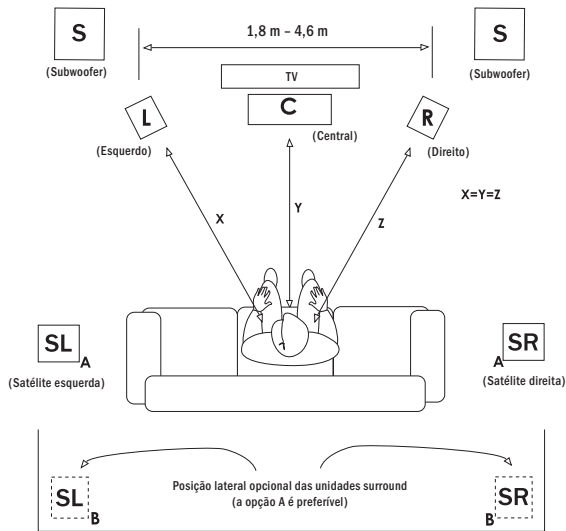 S
1,8 m – 4,6 m
S
(Subwoofer)
TV
(Subwoofer)
L
C
R
(Esquerdo)
(Central)
(Direito)
X
Y
Z
X=Y=Z
SL
A
(Satélite esquerda)
A
SR
(Satélite direita)
SL
B
Posição lateral opcional das unidades surround
(a opção A é preferível)
B
SR